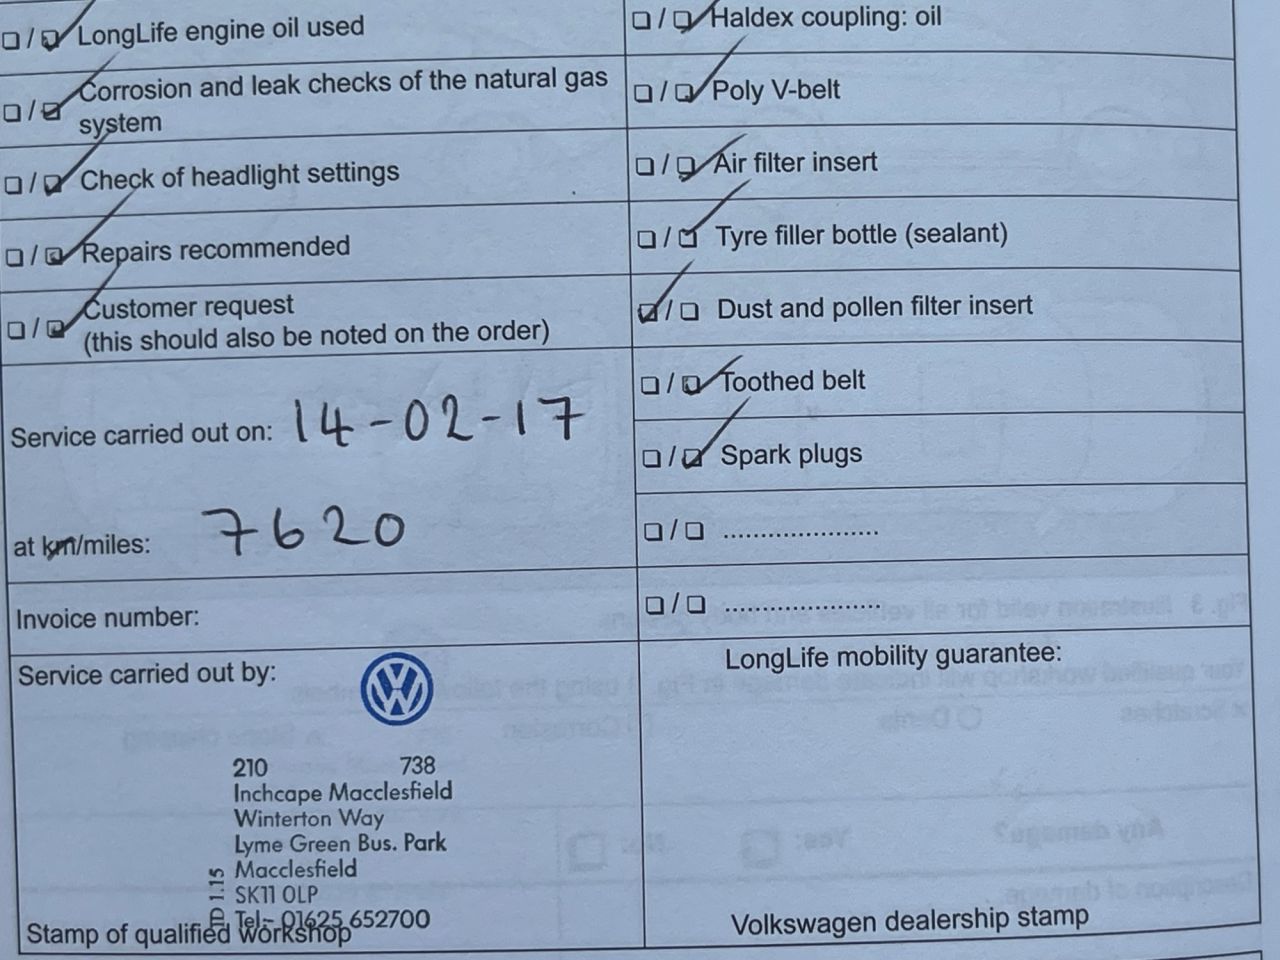 LongLife engine oil used
Corrosion and leak checks of the natural gas
system
Check of headlight settings
Repairs recommended
Customer request
(this should also be noted on the order)
Service carried out on: 14-02-17
at km/miles: 7620
Invoice number:
Service carried out by:
210 738
Inchcape Macclesfield
Winterton Way
Lyme Green Bus. Park
Macclesfield
SK11 0LP
Tel:- 01625 652700
1.15
Stamp of qualified workshop
Haldex coupling: oil
Poly V-belt
Air filter insert
Tyre filler bottle (sealant)
Dust and pollen filter insert
Toothed belt
Spark plugs
.....................
.....................
LongLife mobility guarantee:
Volkswagen dealership stamp